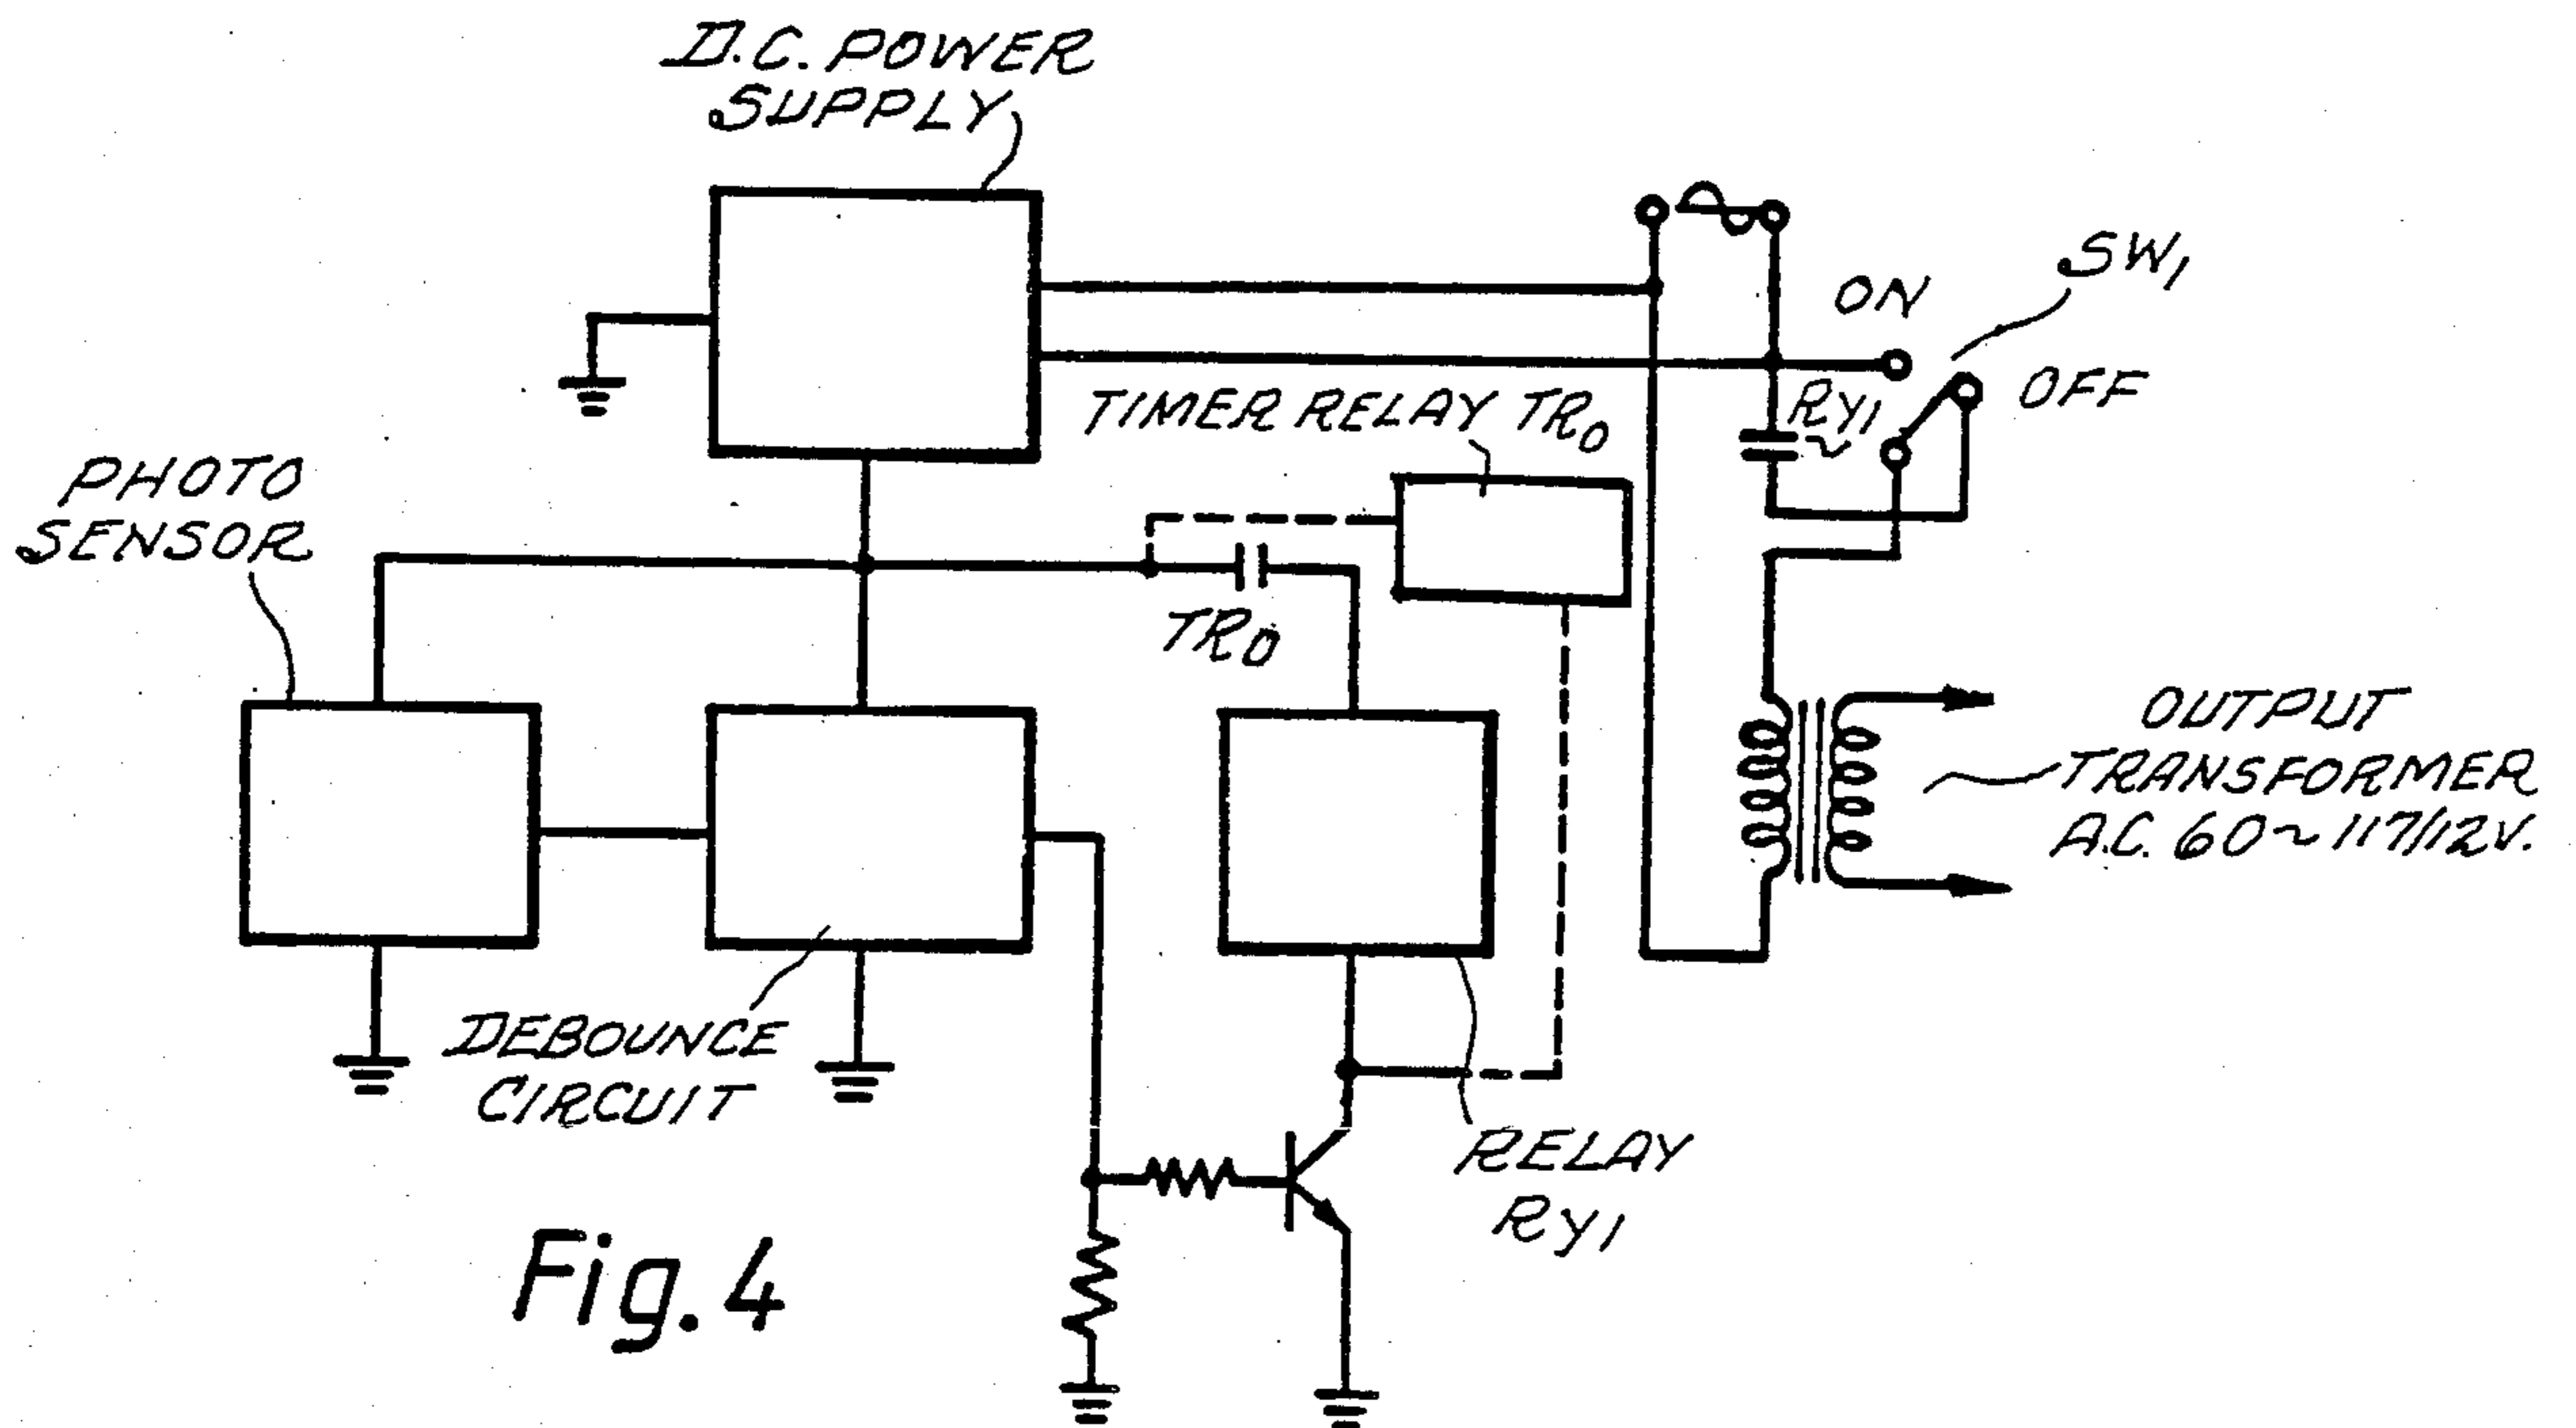 D.C. POWER
SUPPLY
SW1
ON
OFF
RY1
TIMER RELAY TR0
PHOTO
SENSOR
TR0
OUTPUT
TRANSFORMER
A.C. 60~117/12V.
DEBOUNCE
CIRCUIT
RELAY
RY1
Fig. 4